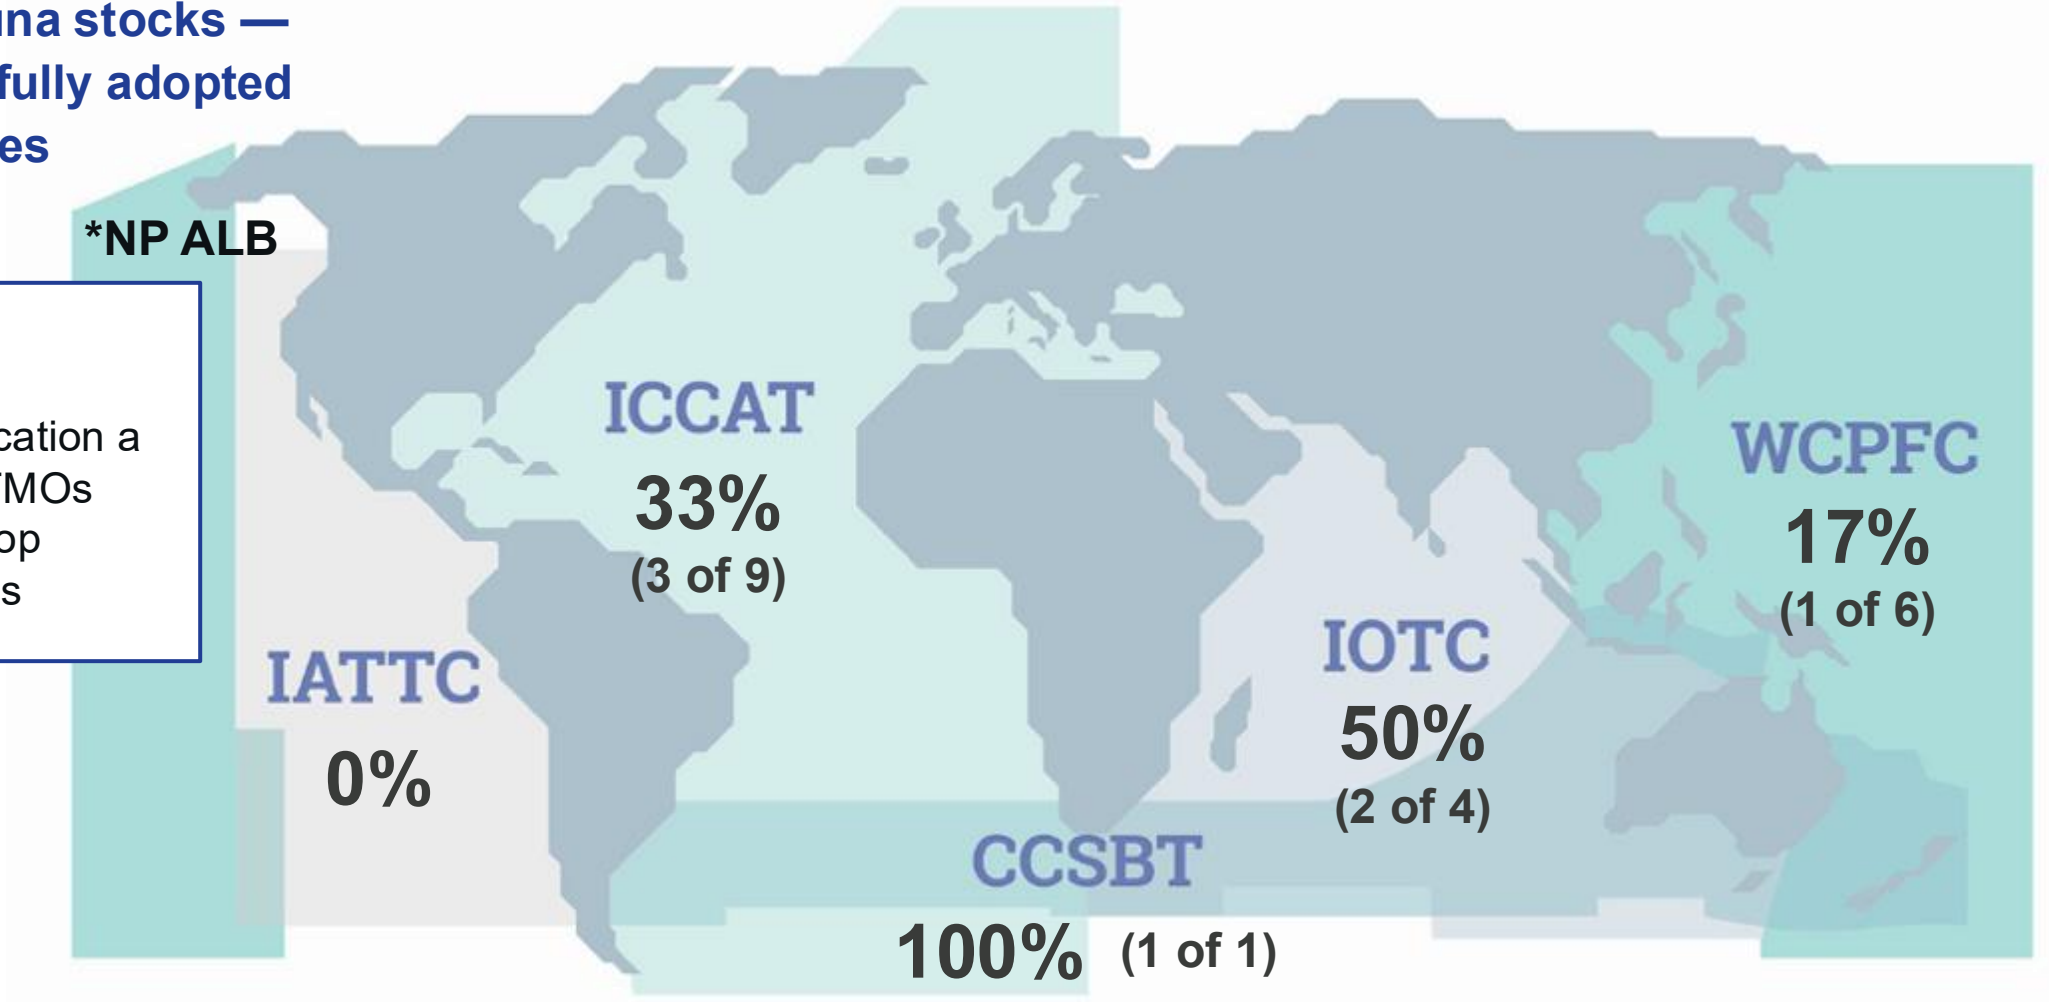 una stocks —
fully adopted
es
*NP ALB
cation a
MOs
op
s
ICCAT
33%
(3 of 9)
WCPFC
17%
(1 of 6)
IATTC
0%
IOTC
50%
(2 of 4)
CCSBT
100% (1 of 1)